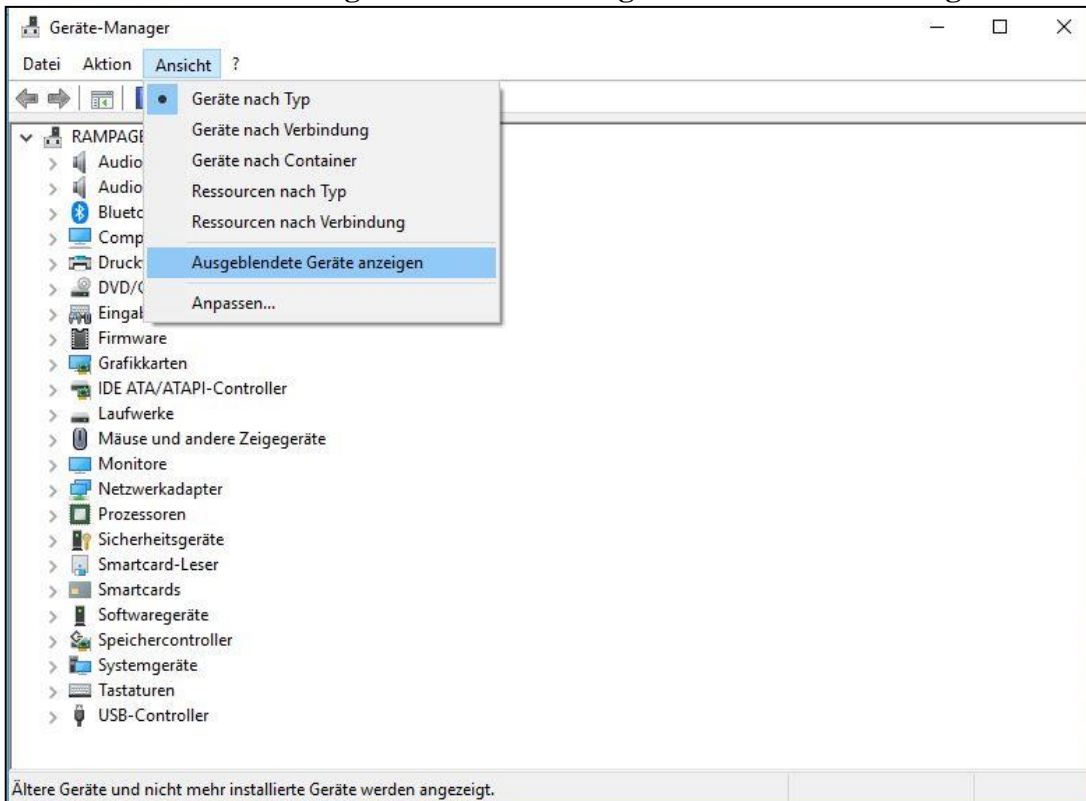 Geräte-Manager
Datei Aktion Ansicht ?
Geräte nach Typ
Geräte nach Verbindung
Geräte nach Container
Ressourcen nach Typ
Ressourcen nach Verbindung
Ausgeblendete Geräte anzeigen
Anpassen...
RAMPAGE
Audio
Audio
Blueto
Comp
Druck
DVD/
Eingab
Firmware
Grafikkarten
IDE ATA/ATAPI-Controller
Laufwerke
Mäuse und andere Zeigegeräte
Monitore
Netzwerkadapter
Prozessoren
Sicherheitsgeräte
Smartcard-Leser
Smartcards
Softwaregeräte
Speichercontroller
Systemgeräte
Tastaturen
USB-Controller
Ältere Geräte und nicht mehr installierte Geräte werden angezeigt.